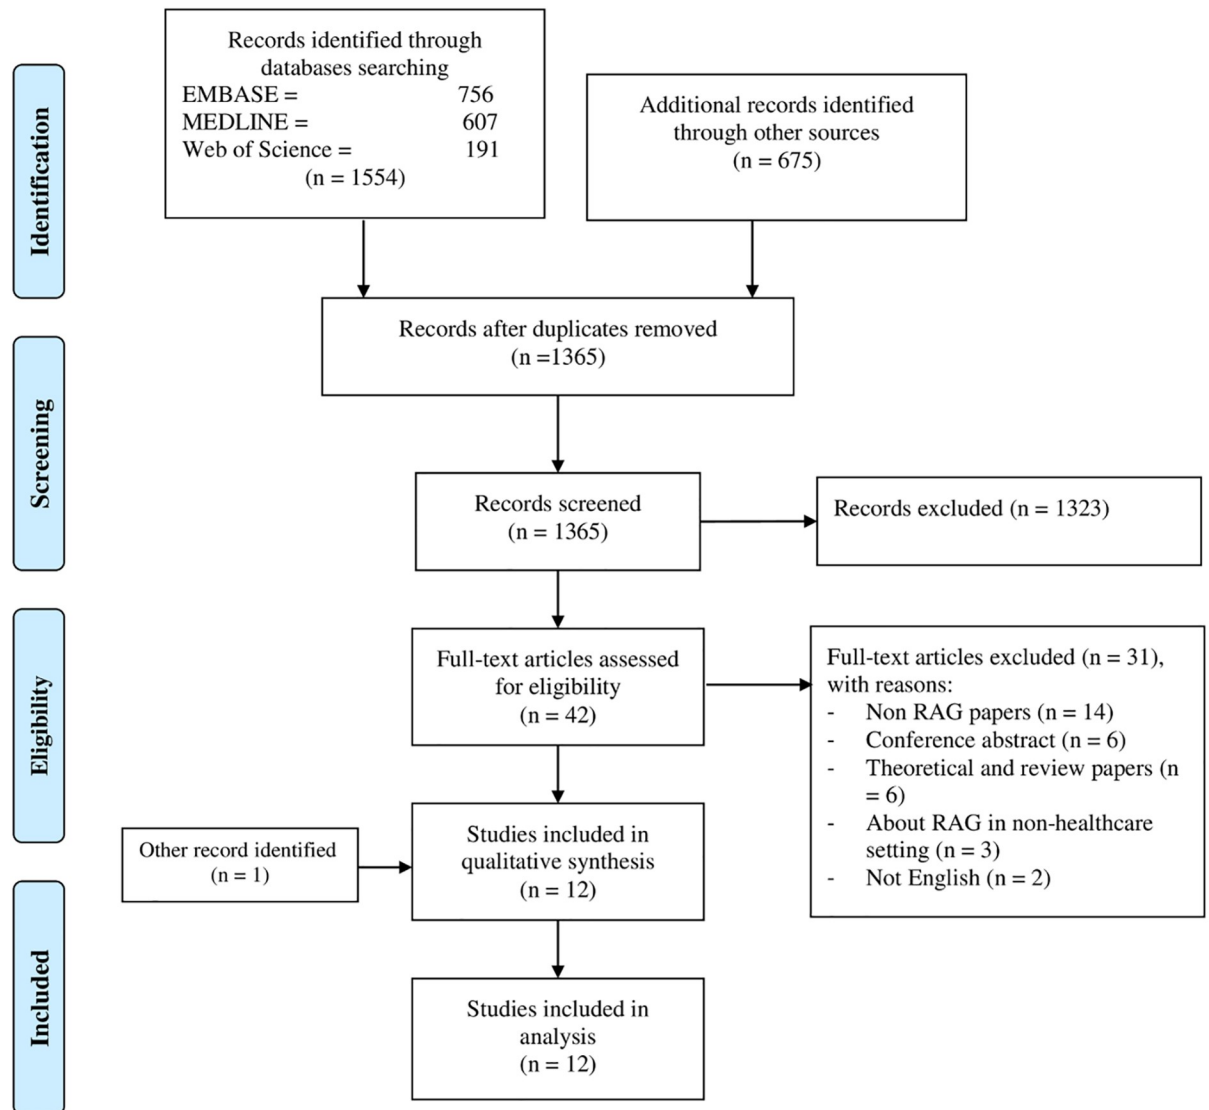 Identification
Records identified through
databases searching
EMBASE = 756
MEDLINE = 607
Web of Science = 191
(n = 1554)
Additional records identified
through other sources
(n = 675)
Records after duplicates removed
(n =1365)
Screening
Records screened
(n = 1365)
Records excluded (n = 1323)
Eligibility
Full-text articles assessed
for eligibility
(n = 42)
Full-text articles excluded (n = 31),
with reasons:
- Non RAG papers (n = 14)
- Conference abstract (n = 6)
- Theoretical and review papers (n
= 6)
- About RAG in non-healthcare
setting (n = 3)
- Not English (n = 2)
Other record identified
(n = 1)
Studies included in
qualitative synthesis
(n = 12)
Included
Studies included in
analysis
(n = 12)